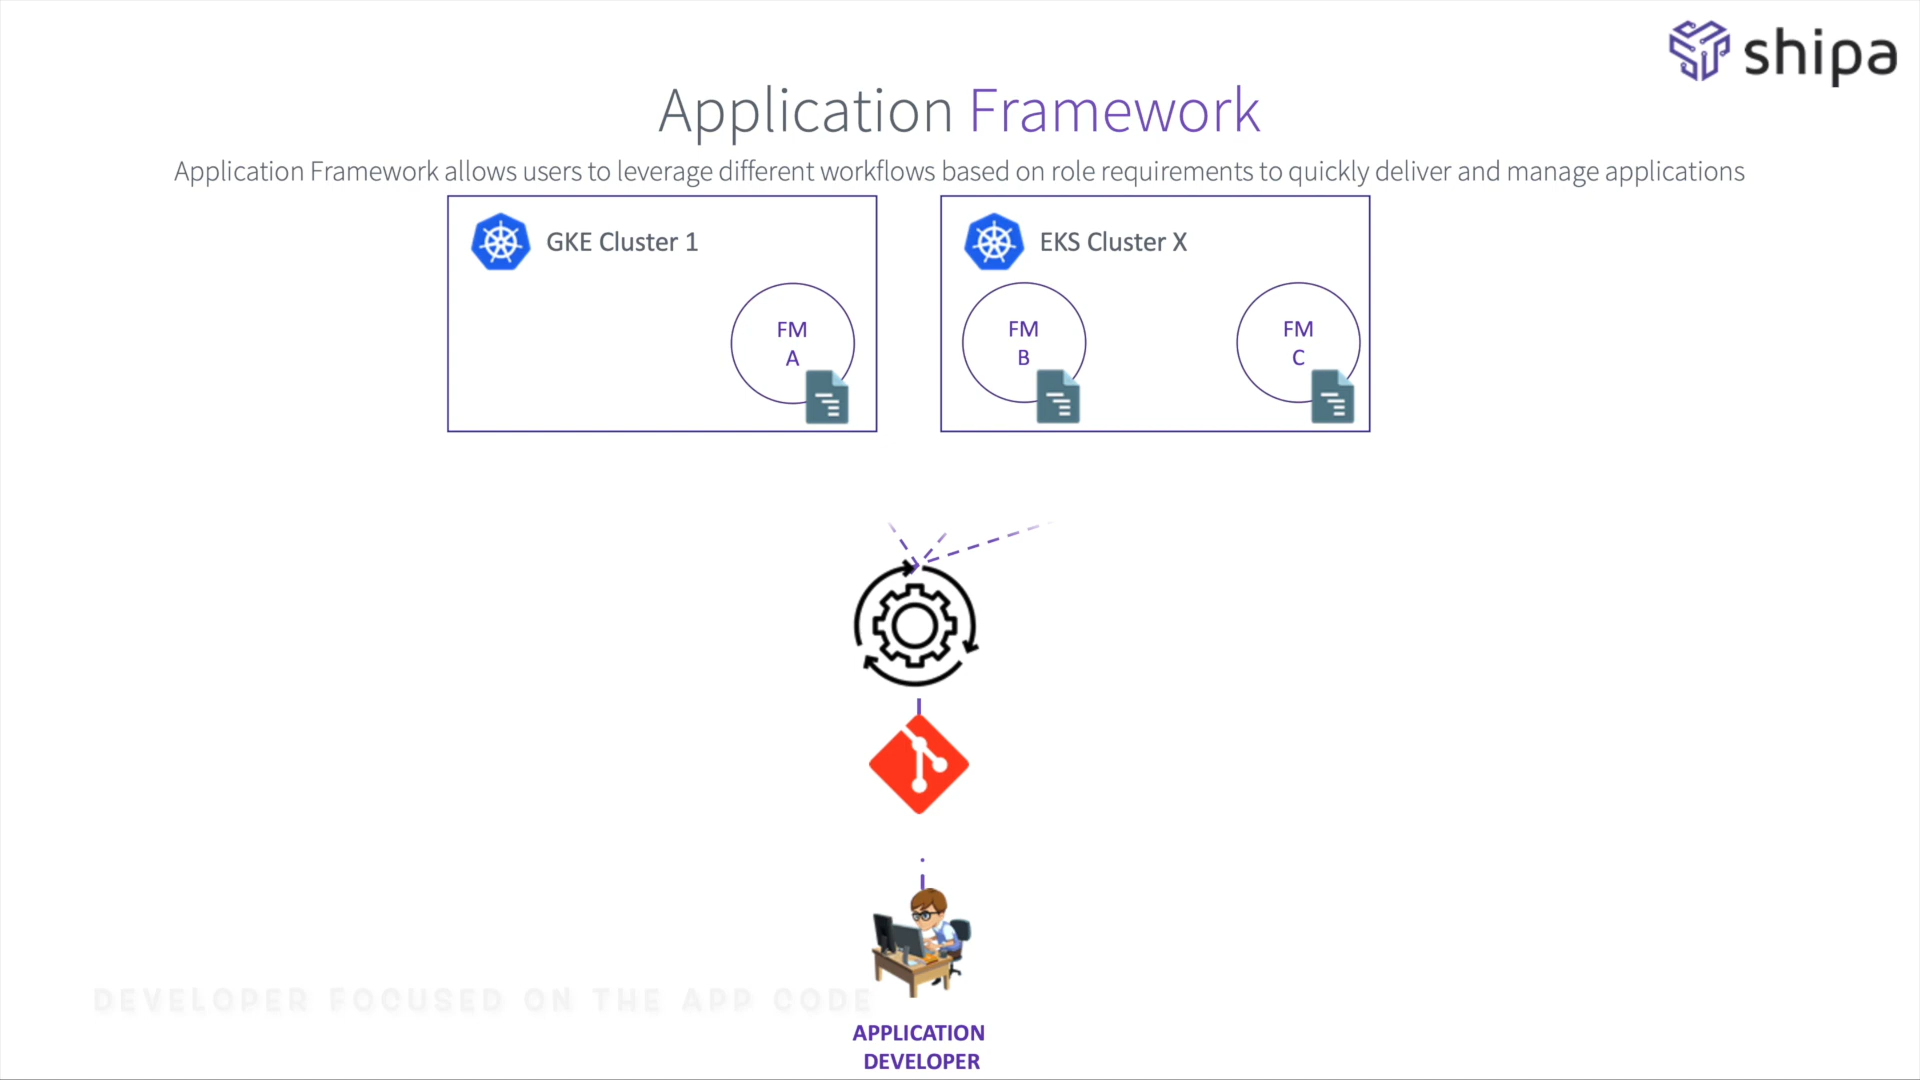 shipa
Application Framework
Application Framework allows users to leverage different workflows based on role requirements to quickly deliver and manage applications
GKE Cluster 1
EKS Cluster X
FM
A
FM
B
FM
C
DEVELOPER FOCUSED ON THE APP CODE
APPLICATION
DEVELOPER